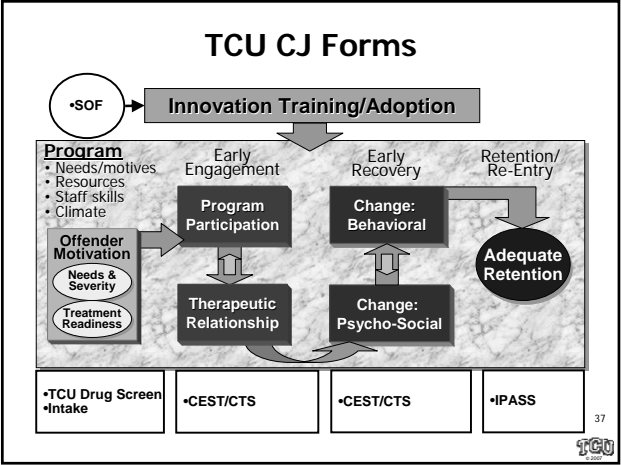 TCU CJ Forms
•SOF
Innovation Training/Adoption
Program
• Needs/motives
• Resources
• Staff skills
• Climate
Early
Engagement
Early
Recovery
Retention/
Re-Entry
Offender
Motivation
Needs &
Severity
Treatment
Readiness
Program
Participation
Therapeutic
Relationship
Change:
Behavioral
Change:
Psycho-Social
Adequate
Retention
•TCU Drug Screen
•Intake
•CEST/CTS
•CEST/CTS
•IPASS
37
TCU
© 2007